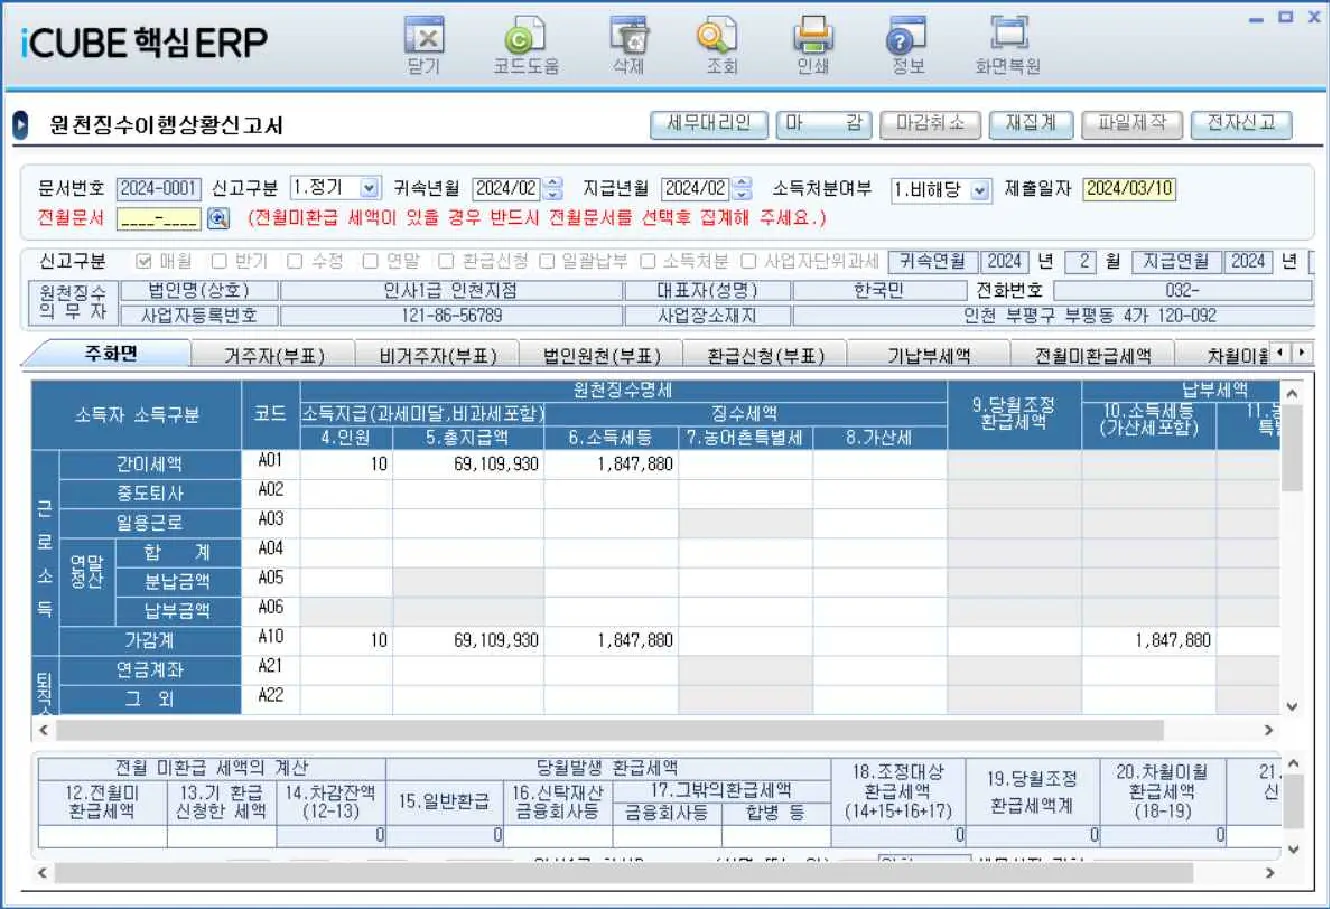 iCUBE 핵심ERP
닫기 코드도움 삭제 조회 인쇄 정보 화면복원
원천징수이행상황신고서 세무대리인 마 감 마감취소 재집계 파일제작 전자신고
문서번호 2024-0001 신고구분 1.정기 귀속년월 2024/02 지급년월 2024/02 소득처분여부 1.비해당 제출일자 2024/03/10
전월문서 ____-____ (전월미환급 세액이 있을 경우 반드시 전월문서를 선택후 집계해 주세요.)
신고구분 매월 반기 수정 연말 환급신청 일괄납부 소득처분 사업자단위과세 귀속연월 2024 년 2 월 지급연월 2024 년
원천징수 의 무 자 법인명(상호) 인사1급 인천지점 대표자(성명) 한국민 전화번호 032-
사업자등록번호 121-86-56789 사업장소재지 인천 부평구 부평동 4가 120-092
주화면 거주자(부표) 비거주자(부표) 법인원천(부표) 환급신청(부표) 기납부세액 전월미환급세액 차월이
소득자 소득구분 코드 원천징수명세 9.당월조정 환급세액 납부세액
소득지급(과세미달,비과세포함) 징수세액 10.소득세등 (가산세포함) 11.
4.인원 5.총지급액 6.소득세등 7.농어촌특별세 8.가산세
근로소득
간이세액 A01 10 69,109,930 1,847,880
중도퇴사 A02
일용근로 A03
연말정산 합 계 A04
분납금액 A05
납부금액 A06
가감계 A10 10 69,109,930 1,847,880 1,847,880
퇴직
연금계좌 A21
그 외 A22
전월 미환급 세액의 계산 당월발생 환급세액 18.조정대상 환급세액 (14+15+16+17) 19.당월조정 환급세액계 20.차월이월 환급세액 (18-19) 21.
12.전월미 환급세액 13.기 환급 신청한 세액 14.차감잔액 (12-13) 15.일반환급 16.신탁재산 금융회사등 17.그밖의환급세액
금융회사등 합병 등
0 0 0 0 0